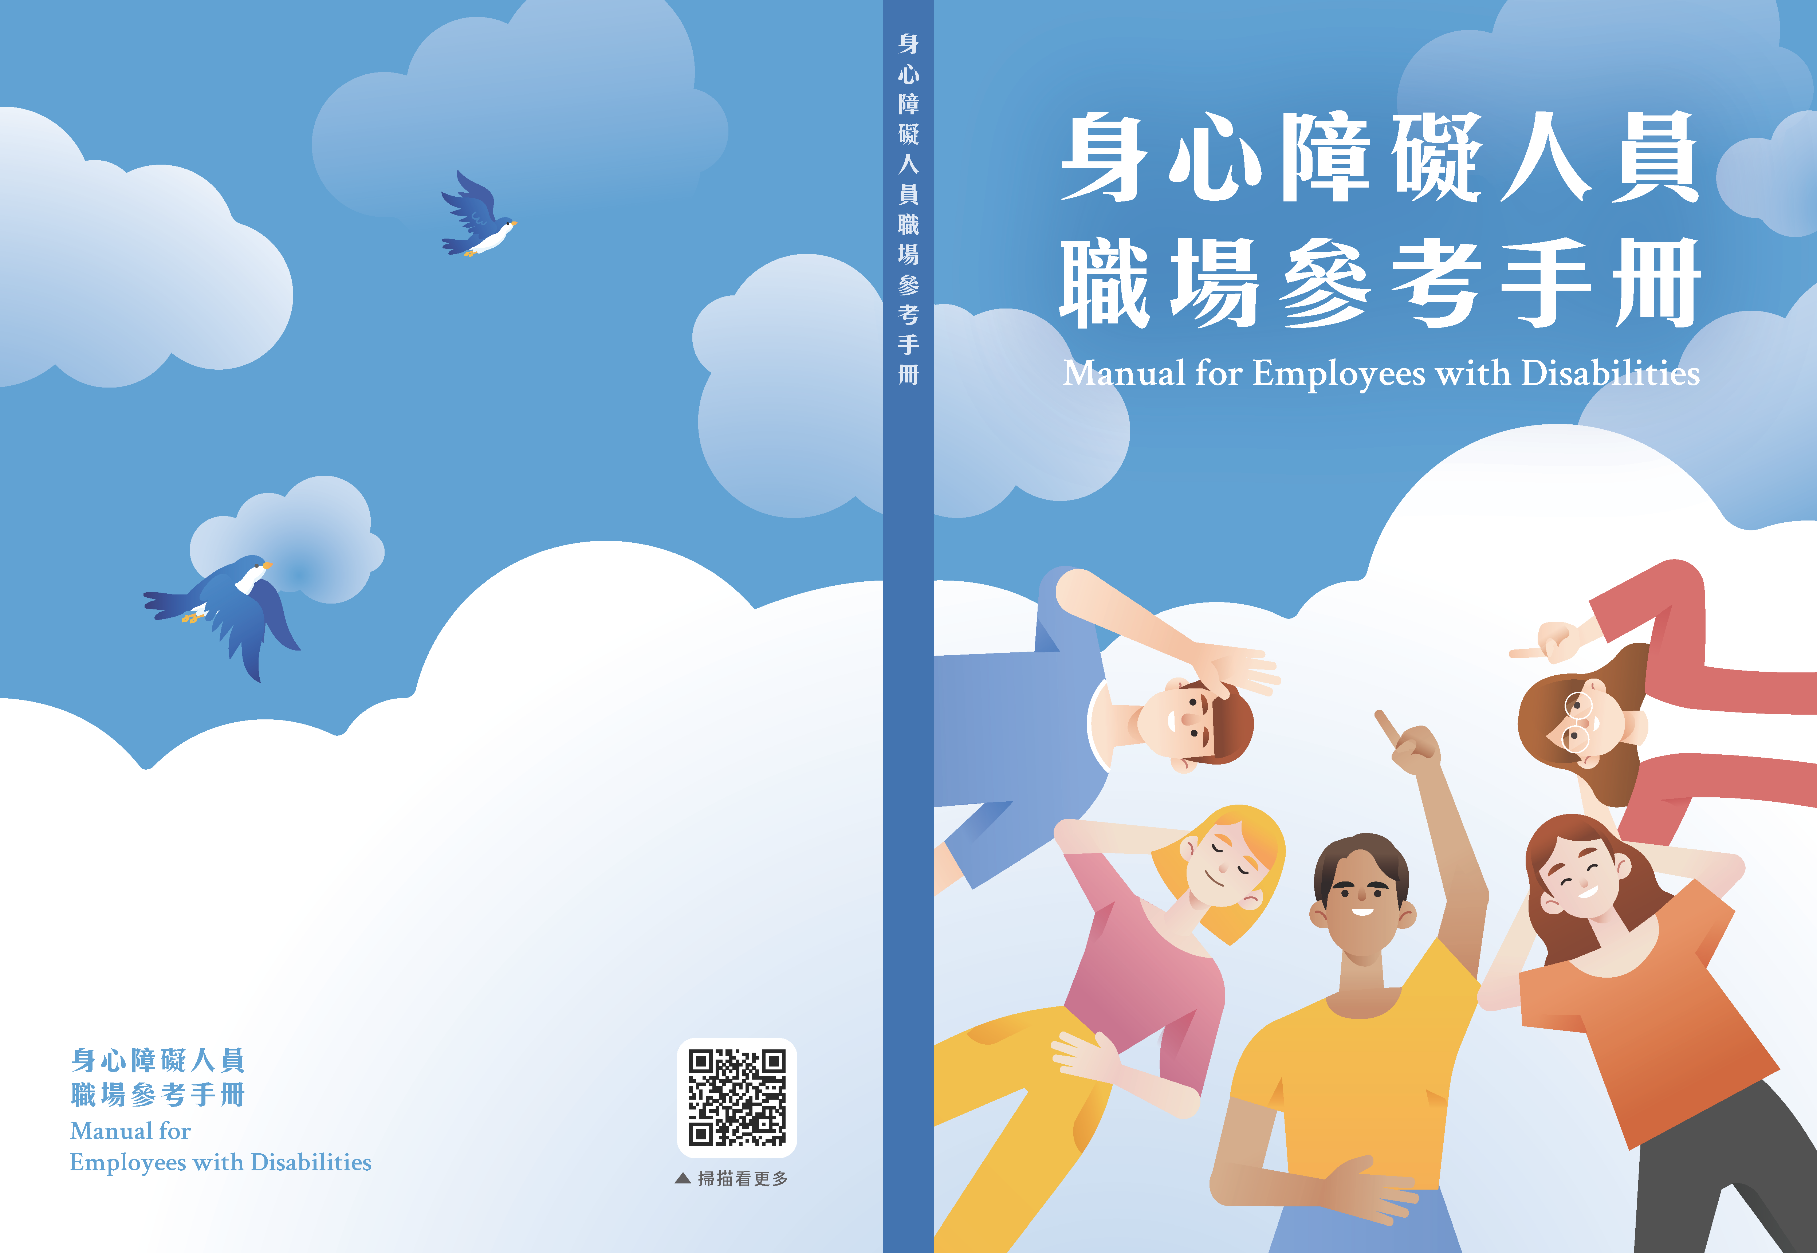 身心障礙人員
職場參考手冊
Manual for Employees with Disabilities
身心障礙人員職場參考手冊
身心障礙人員
職場參考手冊
Manual for
Employees with Disabilities
▲ 掃描看更多